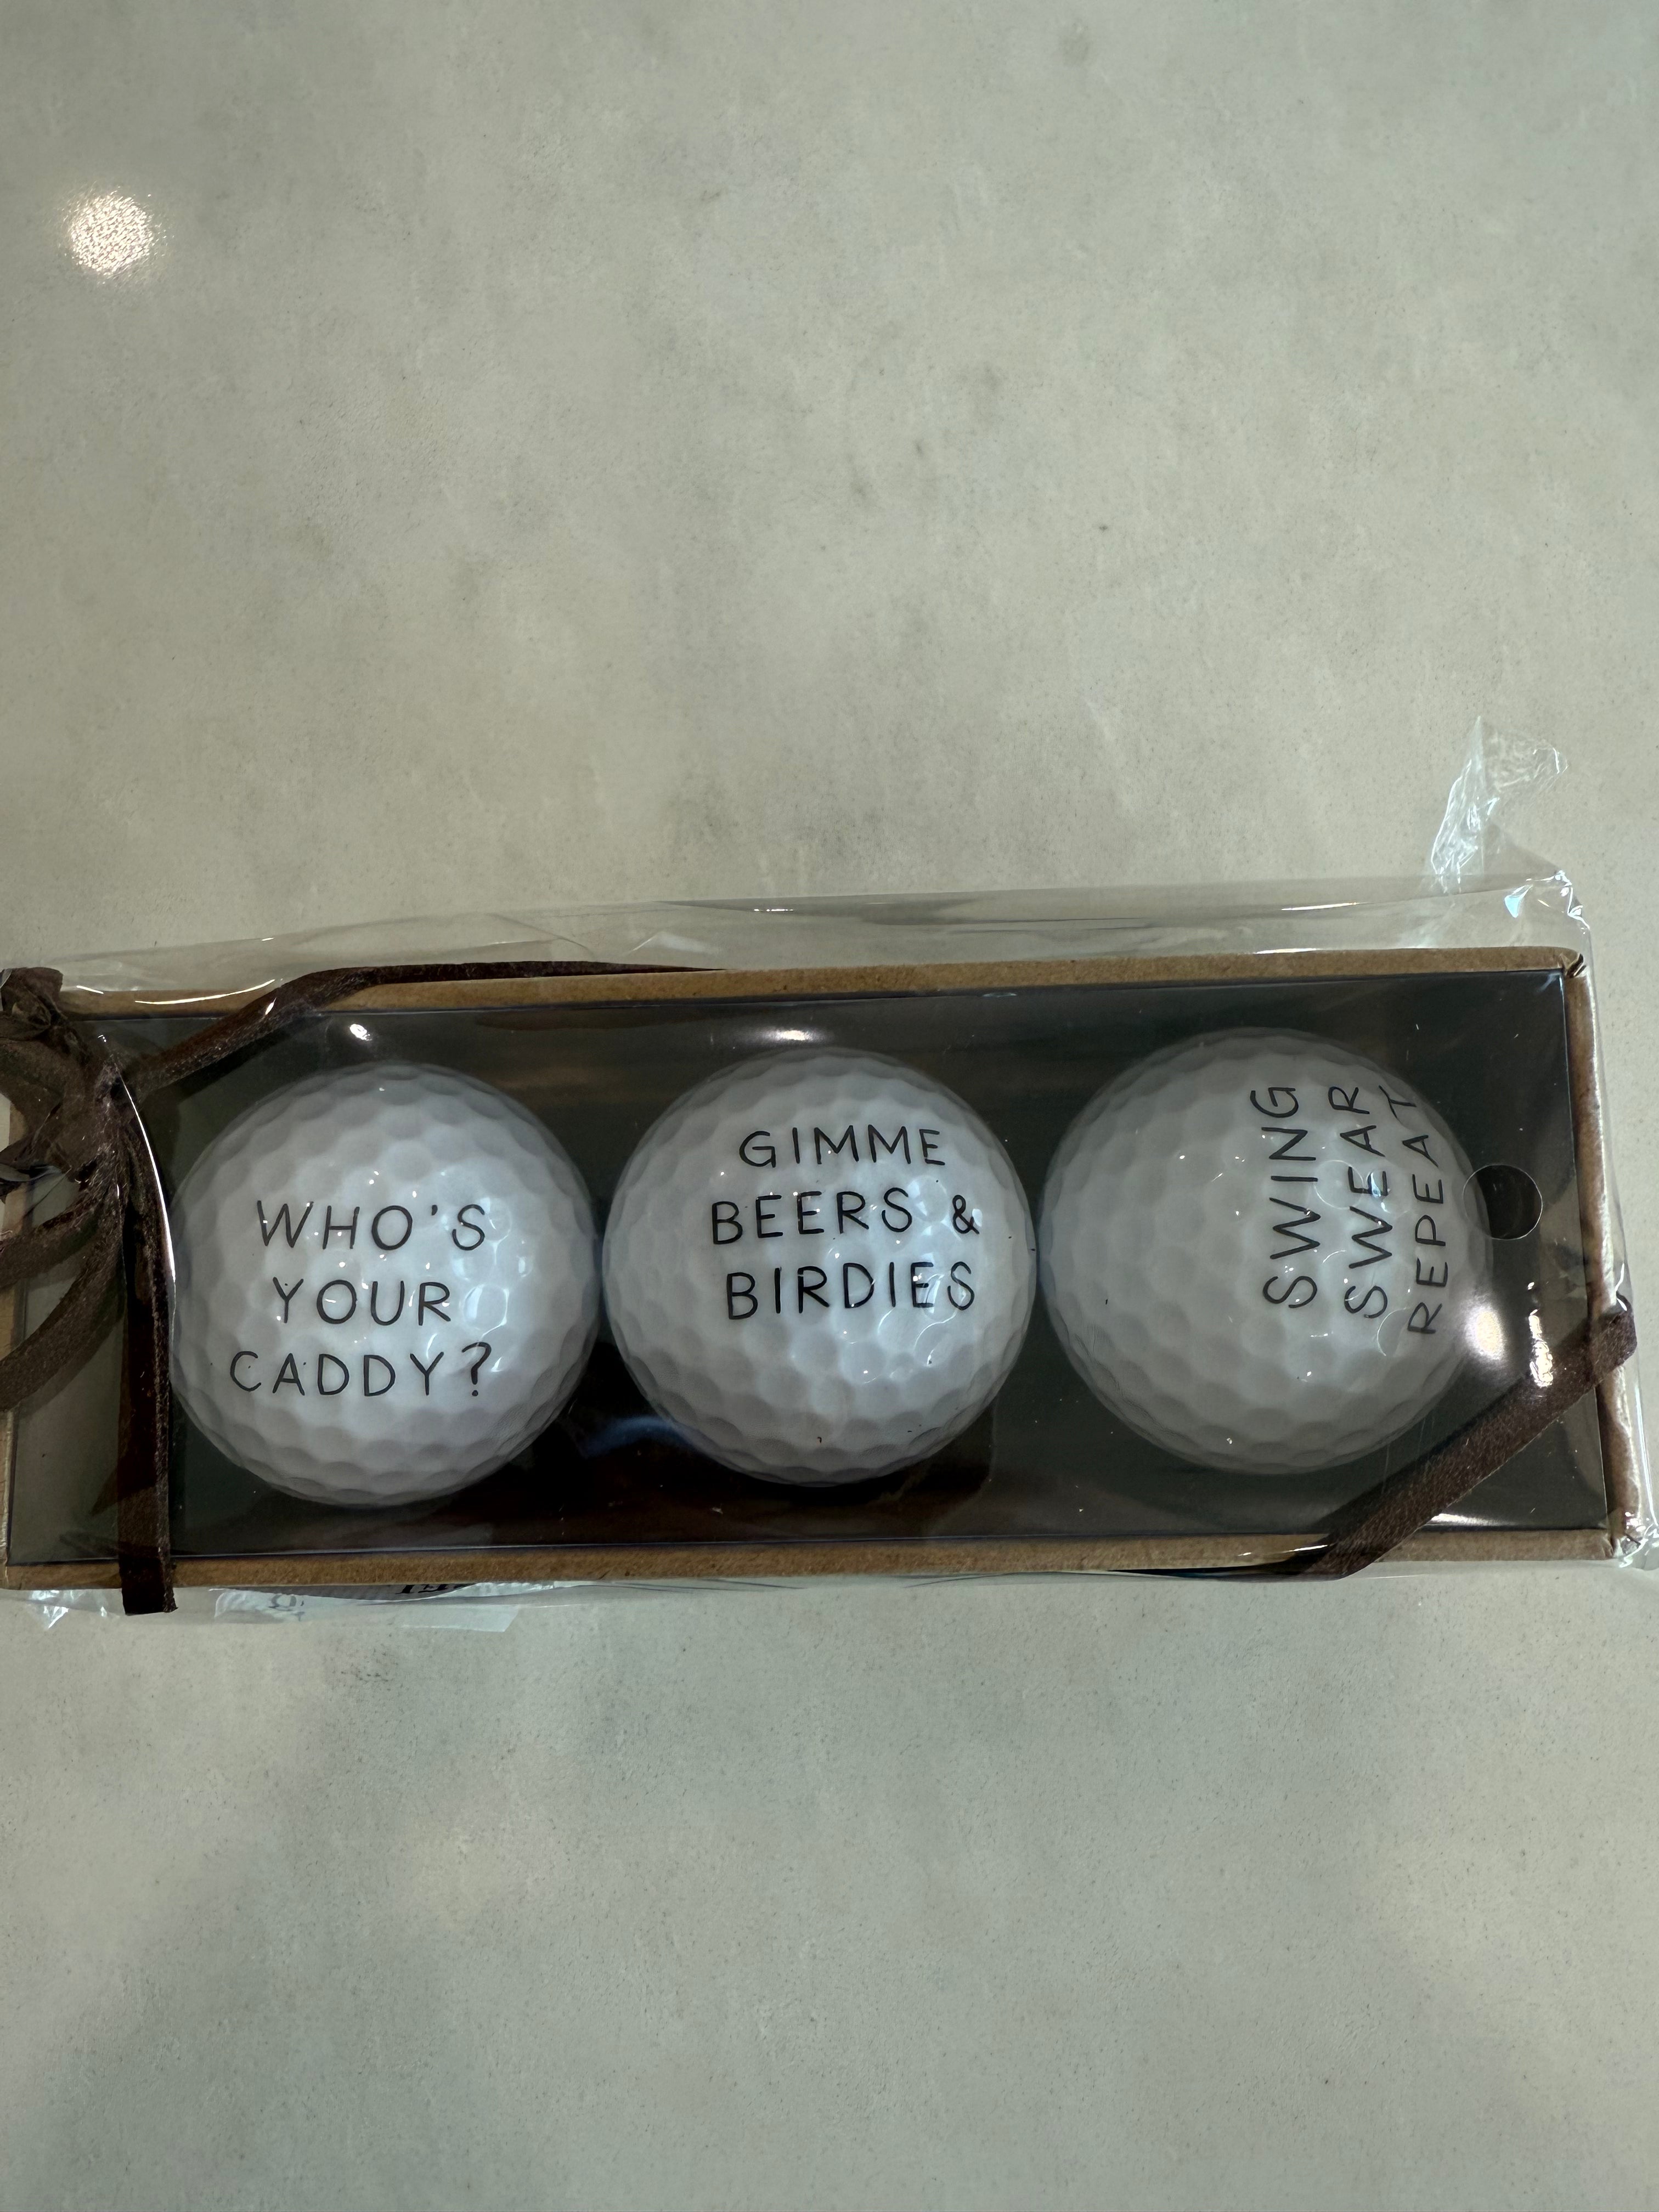 WHO'S
YOUR
CADDY?
GIMME
BEERS &
BIRDIES
SWING
SWEAR
REPEAT